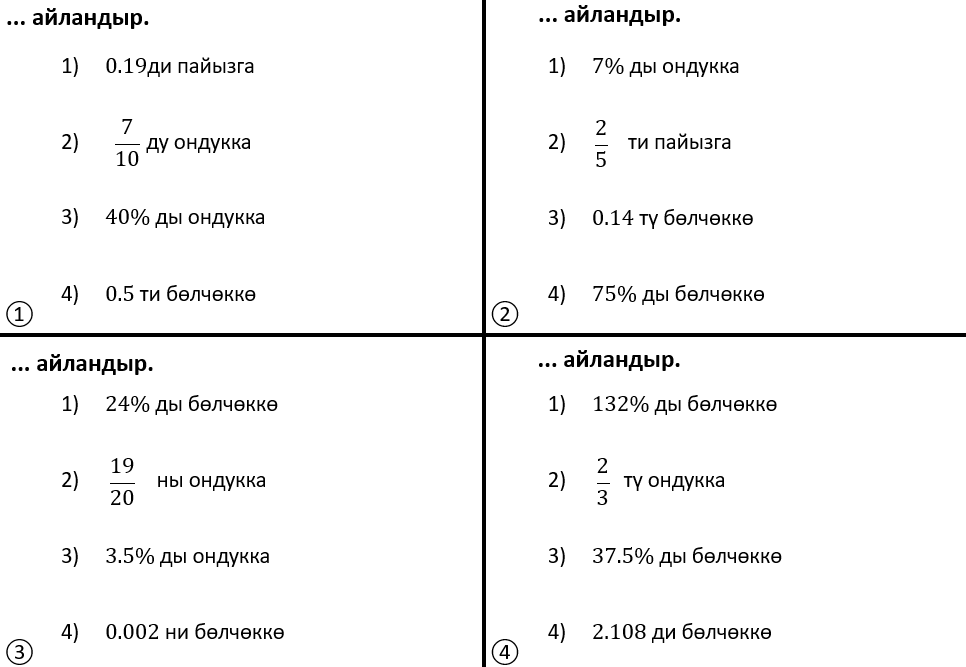 ... айландыр.
1) 0.19ди пайызга
2) 7/10 ду ондукка
3) 40% ды ондукка
4) 0.5 ти бөлчөккө
①
... айландыр.
1) 7% ды ондукка
2) 2/5 ти пайызга
3) 0.14 тү бөлчөккө
4) 75% ды бөлчөккө
②
... айландыр.
1) 24% ды бөлчөккө
2) 19/20 ны ондукка
3) 3.5% ды ондукка
4) 0.002 ни бөлчөккө
③
... айландыр.
1) 132% ды бөлчөккө
2) 2/3 тү ондукка
3) 37.5% ды бөлчөккө
4) 2.108 ди бөлчөккө
④